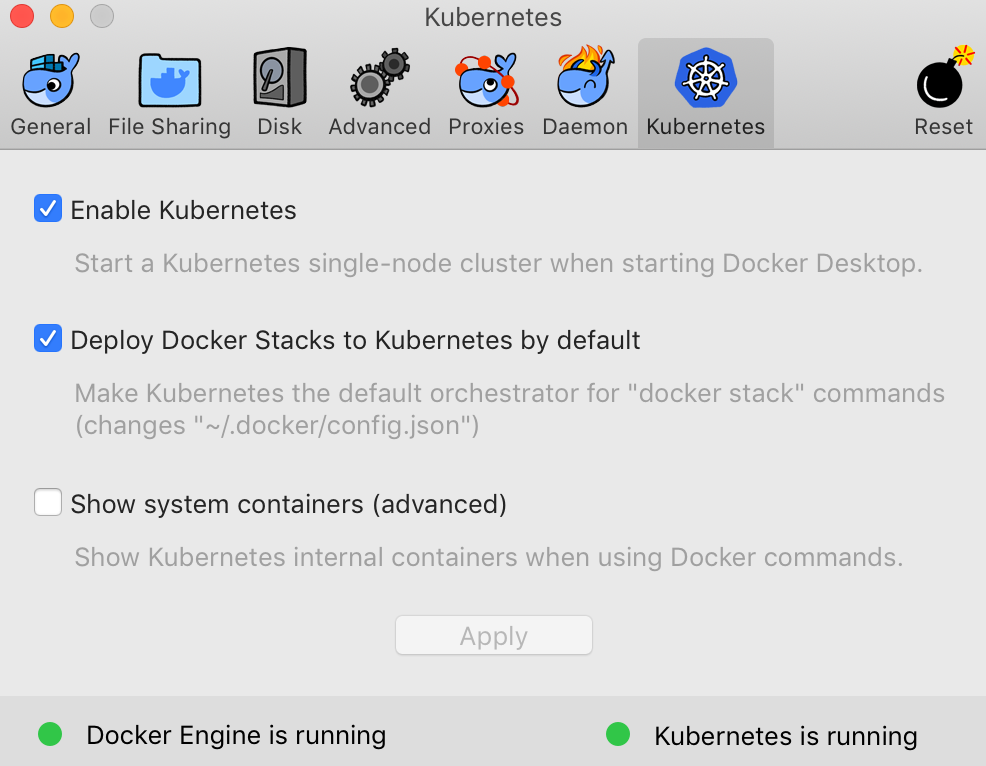 Kubernetes
General File Sharing Disk Advanced Proxies Daemon Kubernetes Reset
Enable Kubernetes
Start a Kubernetes single-node cluster when starting Docker Desktop.
Deploy Docker Stacks to Kubernetes by default
Make Kubernetes the default orchestrator for "docker stack" commands
(changes "~/.docker/config.json")
Show system containers (advanced)
Show Kubernetes internal containers when using Docker commands.
Apply
Docker Engine is running Kubernetes is running